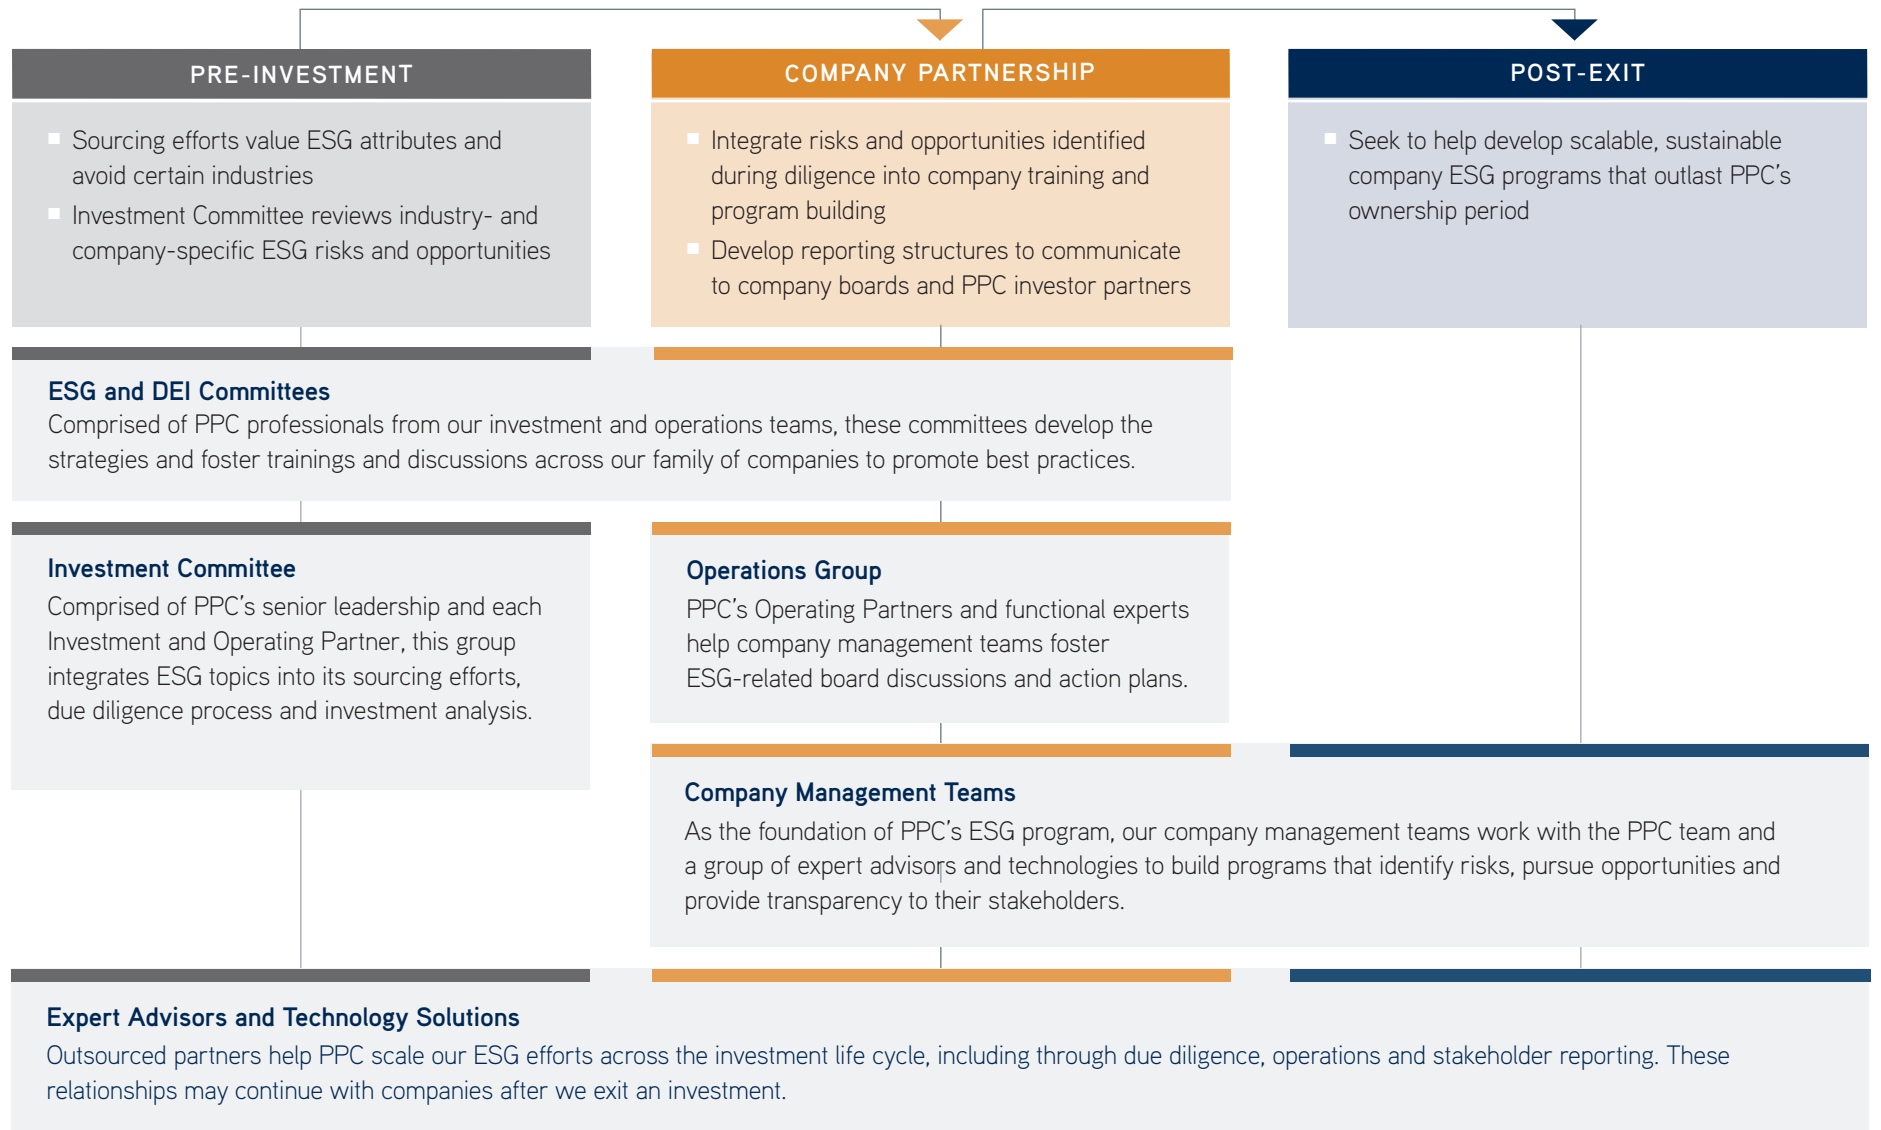 PRE-INVESTMENT
Sourcing efforts value ESG attributes and
avoid certain industries
Investment Committee reviews industry- and
company-specific ESG risks and opportunities
COMPANY PARTNERSHIP
Integrate risks and opportunities identified
during diligence into company training and
program building
Develop reporting structures to communicate
to company boards and PPC investor partners
POST-EXIT
Seek to help develop scalable, sustainable
company ESG programs that outlast PPC’s
ownership period
ESG and DEI Committees
Comprised of PPC professionals from our investment and operations teams, these committees develop the
strategies and foster trainings and discussions across our family of companies to promote best practices.
Investment Committee
Comprised of PPC’s senior leadership and each
Investment and Operating Partner, this group
integrates ESG topics into its sourcing efforts,
due diligence process and investment analysis.
Operations Group
PPC’s Operating Partners and functional experts
help company management teams foster
ESG-related board discussions and action plans.
Company Management Teams
As the foundation of PPC’s ESG program, our company management teams work with the PPC team and
a group of expert advisors and technologies to build programs that identify risks, pursue opportunities and
provide transparency to their stakeholders.
Expert Advisors and Technology Solutions
Outsourced partners help PPC scale our ESG efforts across the investment life cycle, including through due diligence, operations and stakeholder reporting. These
relationships may continue with companies after we exit an investment.